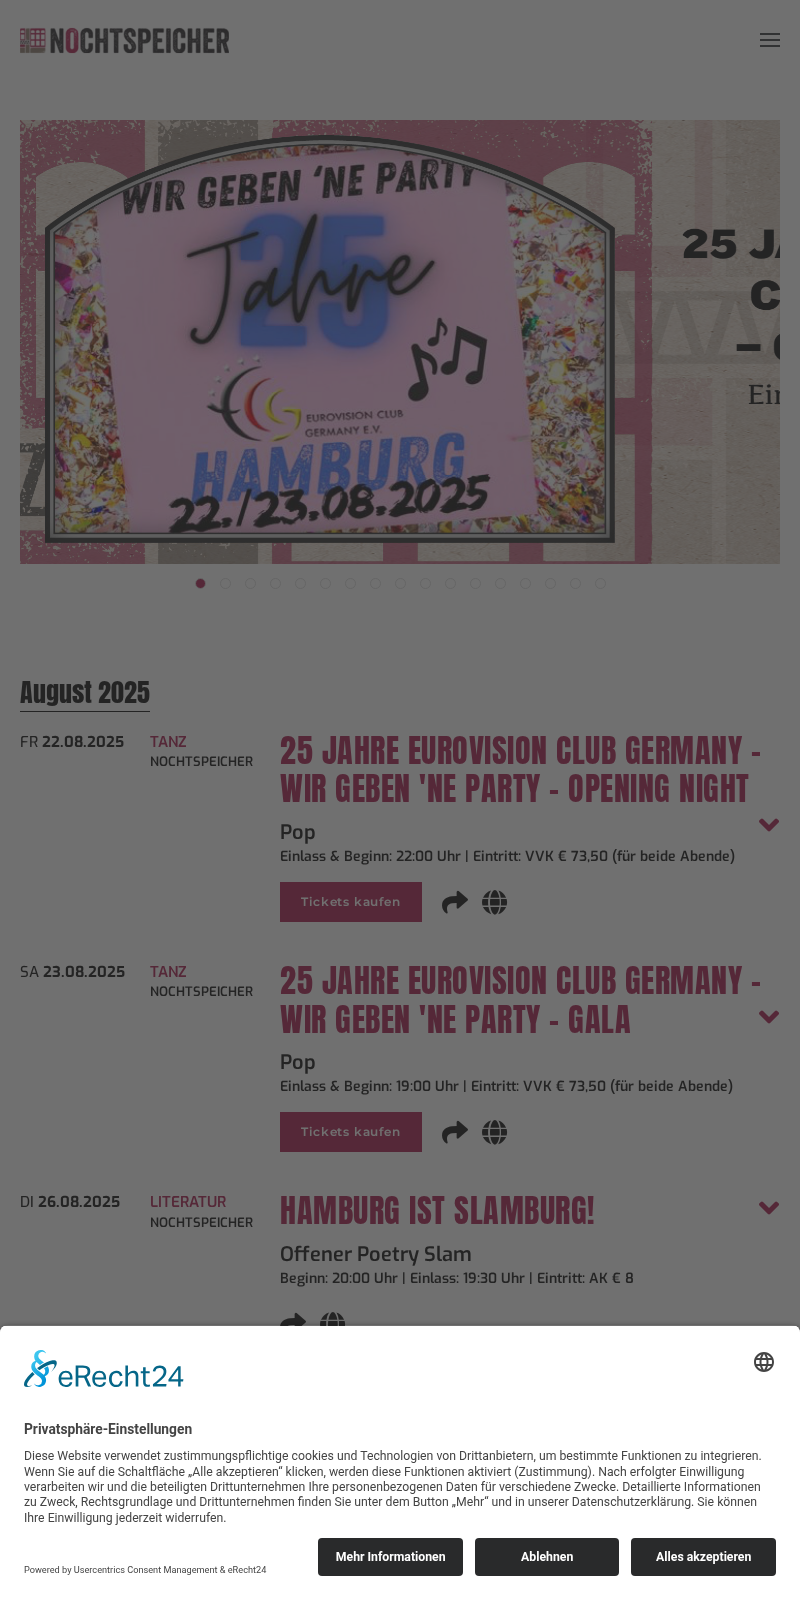 NOCHTSPEICHER
WIR GEBEN 'NE PARTY
25
Jahre
ECG
EUROVISION CLUB
GERMANY E.V.
HAMBURG
22./23.08.2025
25
August 2025
FR 22.08.2025
TANZ
NOCHTSPEICHER
25 JAHRE EUROVISION CLUB GERMANY -
WIR GEBEN 'NE PARTY - OPENING NIGHT
Pop
Einlass & Beginn: 22:00 Uhr | Eintritt: VVK € 73,50 (für beide Abende)
Tickets kaufen
SA 23.08.2025
TANZ
NOCHTSPEICHER
25 JAHRE EUROVISION CLUB GERMANY -
WIR GEBEN 'NE PARTY - GALA
Pop
Einlass & Beginn: 19:00 Uhr | Eintritt: VVK € 73,50 (für beide Abende)
Tickets kaufen
DI 26.08.2025
LITERATUR
NOCHTSPEICHER
HAMBURG IST SLAMBURG!
Offener Poetry Slam
Beginn: 20:00 Uhr | Einlass: 19:30 Uhr | Eintritt: AK € 8
eRecht24
Privatsphäre-Einstellungen
Diese Website verwendet zustimmungspflichtige cookies und Technologien von Drittanbietern, um bestimmte Funktionen zu integrieren.
Wenn Sie auf die Schaltfläche „Alle akzeptieren" klicken, werden diese Funktionen aktiviert (Zustimmung). Nach erfolgter Einwilligung
verarbeiten wir und die beteiligten Drittunternehmen Ihre personenbezogenen Daten für verschiedene Zwecke. Detaillierte Informationen
zu Zweck, Rechtsgrundlage und Drittunternehmen finden Sie unter dem Button „Mehr" und in unserer Datenschutzerklärung. Sie können
Ihre Einwilligung jederzeit widerrufen.
Mehr Informationen
Ablehnen
Alles akzeptieren
Powered by Usercentrics Consent Management & eRecht24